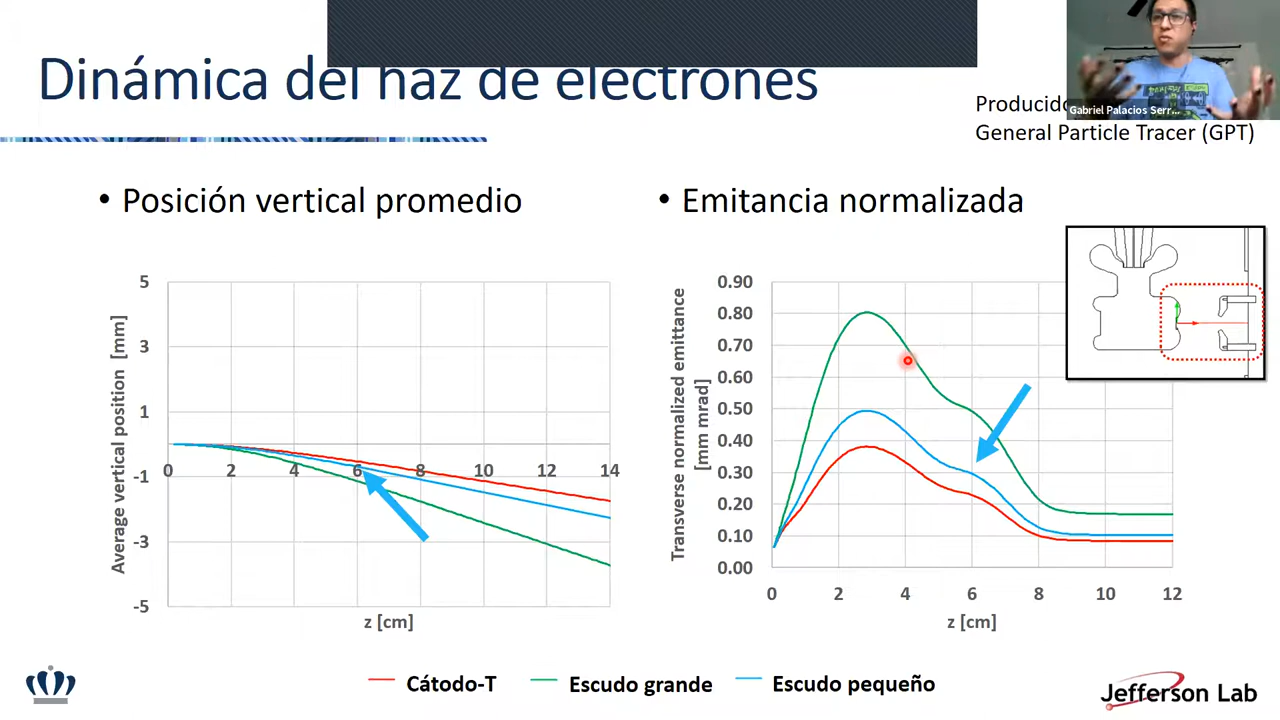 Dinámica del haz de electrones
Producido
General Particle Tracer (GPT)
Gabriel Palacios Serr...
• Posición vertical promedio
• Emitancia normalizada
Average vertical position [mm]
5
3
1
-1
-3
-5
0 2 4 6 8 10 12 14
z [cm]
Transverse normalized emittance
[mm mrad]
0.90
0.80
0.70
0.60
0.50
0.40
0.30
0.20
0.10
0.00
0 2 4 6 8 10 12
z [cm]
Cátodo-T
Escudo grande
Escudo pequeño
Jefferson Lab